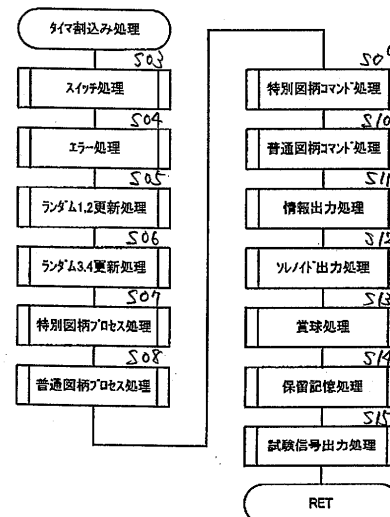 タイマ割込み処理
S03
スイッチ処理
S04
エラー処理
S05
ランダム1,2更新処理
S06
ランダム3,4更新処理
S07
特別図柄プロセス処理
S08
普通図柄プロセス処理
特別図柄コマンド処理
S10
普通図柄コマンド処理
S11
情報出力処理
S12
ソレノイド出力処理
S13
賞球処理
S14
保留記憶処理
S15
試験信号出力処理
RET